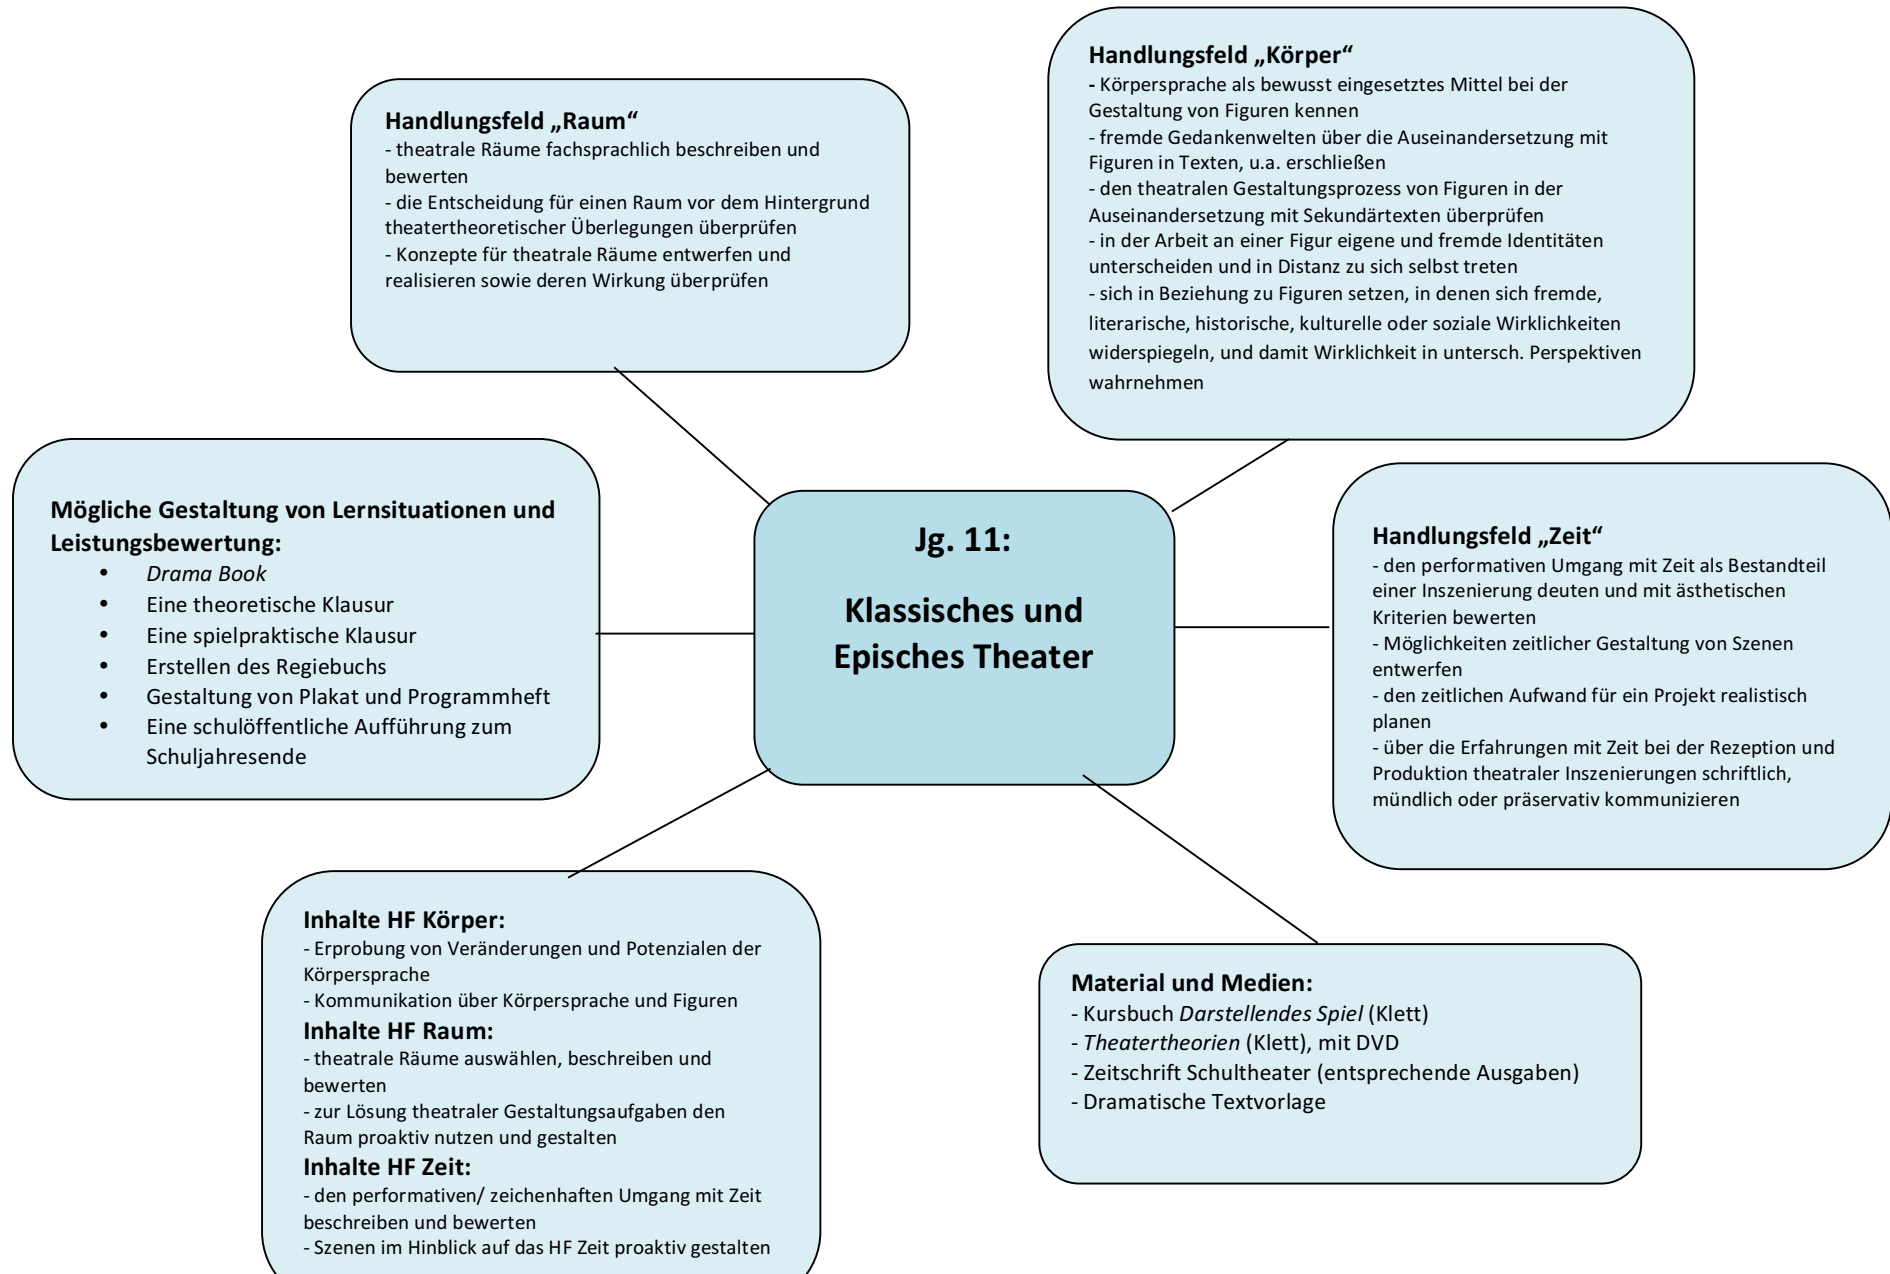 Handlungsfeld „Raum“
- theatrale Räume fachsprachlich beschreiben und
bewerten
- die Entscheidung für einen Raum vor dem Hintergrund
theatertheoretischer Überlegungen überprüfen
- Konzepte für theatrale Räume entwerfen und
realisieren sowie deren Wirkung überprüfen
Handlungsfeld „Körper“
- Körpersprache als bewusst eingesetztes Mittel bei der
Gestaltung von Figuren kennen
- fremde Gedankenwelten über die Auseinandersetzung mit
Figuren in Texten, u.a. erschließen
- den theatralen Gestaltungsprozess von Figuren in der
Auseinandersetzung mit Sekundärtexten überprüfen
- in der Arbeit an einer Figur eigene und fremde Identitäten
unterscheiden und in Distanz zu sich selbst treten
- sich in Beziehung zu Figuren setzen, in denen sich fremde,
literarische, historische, kulturelle oder soziale Wirklichkeiten
widerspiegeln, und damit Wirklichkeit in untersch. Perspektiven
wahrnehmen
Mögliche Gestaltung von Lernsituationen und
Leistungsbewertung:
• Drama Book
• Eine theoretische Klausur
• Eine spielpraktische Klausur
• Erstellen des Regiebuchs
• Gestaltung von Plakat und Programmheft
• Eine schulöffentliche Aufführung zum
Schuljahresende
Jg. 11:
Klassisches und
Episches Theater
Handlungsfeld „Zeit“
- den performativen Umgang mit Zeit als Bestandteil
einer Inszenierung deuten und mit ästhetischen
Kriterien bewerten
- Möglichkeiten zeitlicher Gestaltung von Szenen
entwerfen
- den zeitlichen Aufwand für ein Projekt realistisch
planen
- über die Erfahrungen mit Zeit bei der Rezeption und
Produktion theatraler Inszenierungen schriftlich,
mündlich oder präservativ kommunizieren
Inhalte HF Körper:
- Erprobung von Veränderungen und Potenzialen der
Körpersprache
- Kommunikation über Körpersprache und Figuren
Inhalte HF Raum:
- theatrale Räume auswählen, beschreiben und
bewerten
- zur Lösung theatraler Gestaltungsaufgaben den
Raum proaktiv nutzen und gestalten
Inhalte HF Zeit:
- den performativen/ zeichenhaften Umgang mit Zeit
beschreiben und bewerten
- Szenen im Hinblick auf das HF Zeit proaktiv gestalten
Material und Medien:
- Kursbuch Darstellendes Spiel (Klett)
- Theatertheorien (Klett), mit DVD
- Zeitschrift Schultheater (entsprechende Ausgaben)
- Dramatische Textvorlage